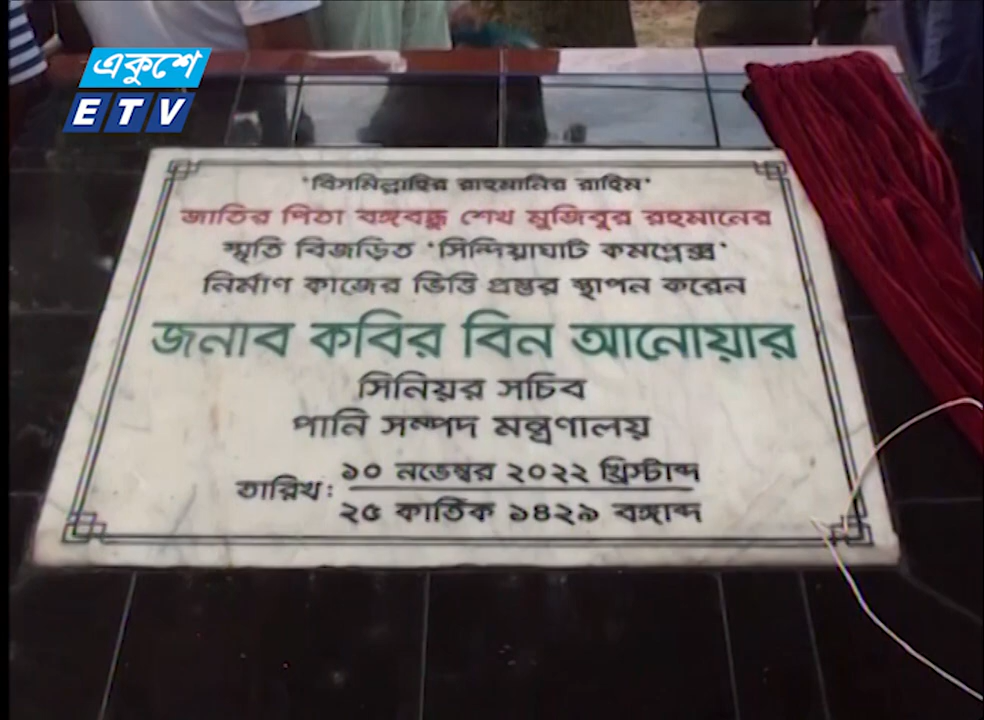 একুশে
ETV
'বিসমিল্লাহির রাহমানির রাহিম'
জাতির পিতা বঙ্গবন্ধু শেখ মুজিবুর রহমানের
স্মৃতি বিজড়িত 'সিন্দিয়াঘাট কমপ্লেক্স'
নির্মাণ কাজের ভিত্তি প্রস্তর স্থাপন করেন
জনাব কবির বিন আনোয়ার
সিনিয়র সচিব
পানি সম্পদ মন্ত্রণালয়
তারিখ: ১০ নভেম্বর ২০২২ খ্রিস্টাব্দ
২৫ কার্তিক ১৪২৯ বঙ্গাব্দ